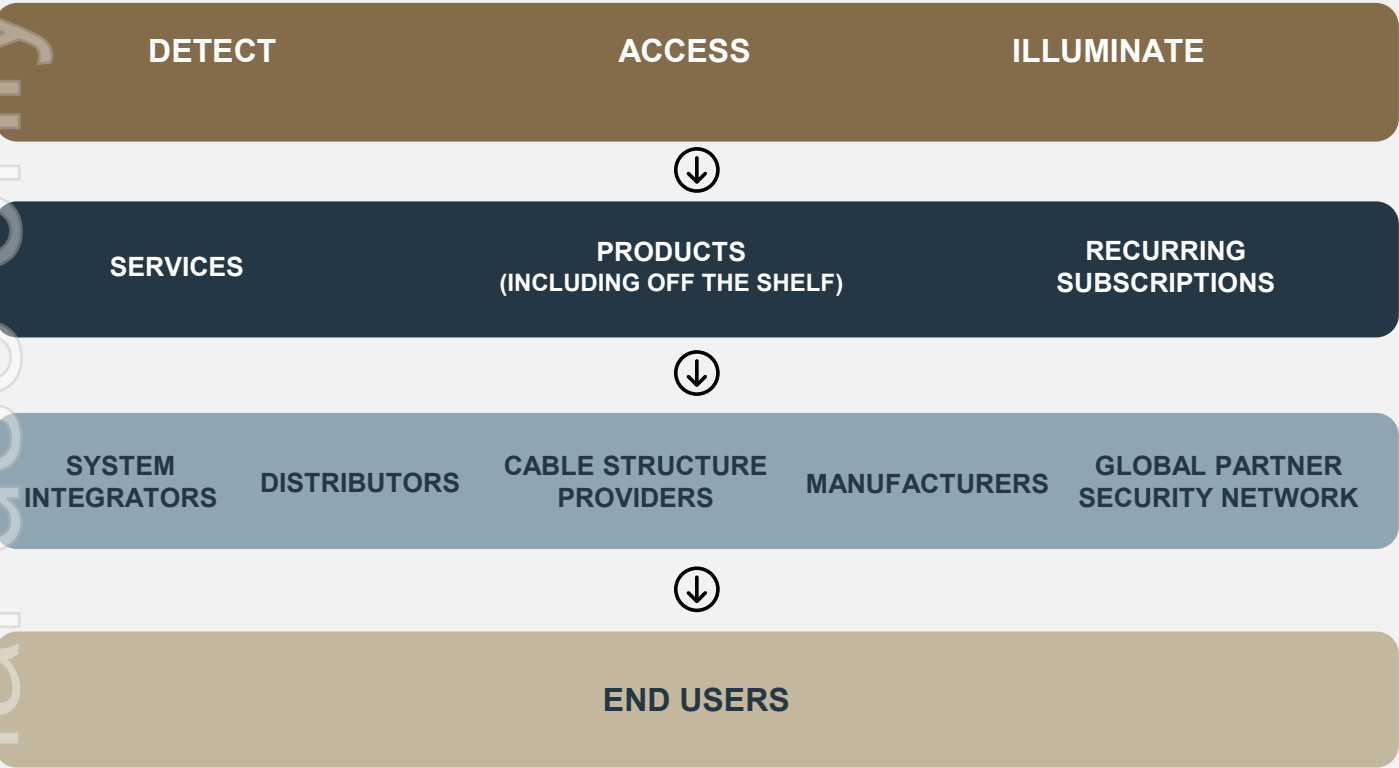 DETECT ACCESS ILLUMINATE
SERVICES
PRODUCTS
(INCLUDING OFF THE SHELF)
RECURRING
SUBSCRIPTIONS
SYSTEM
INTEGRATORS
DISTRIBUTORS
CABLE STRUCTURE
PROVIDERS
MANUFACTURERS
GLOBAL PARTNER
SECURITY NETWORK
END USERS